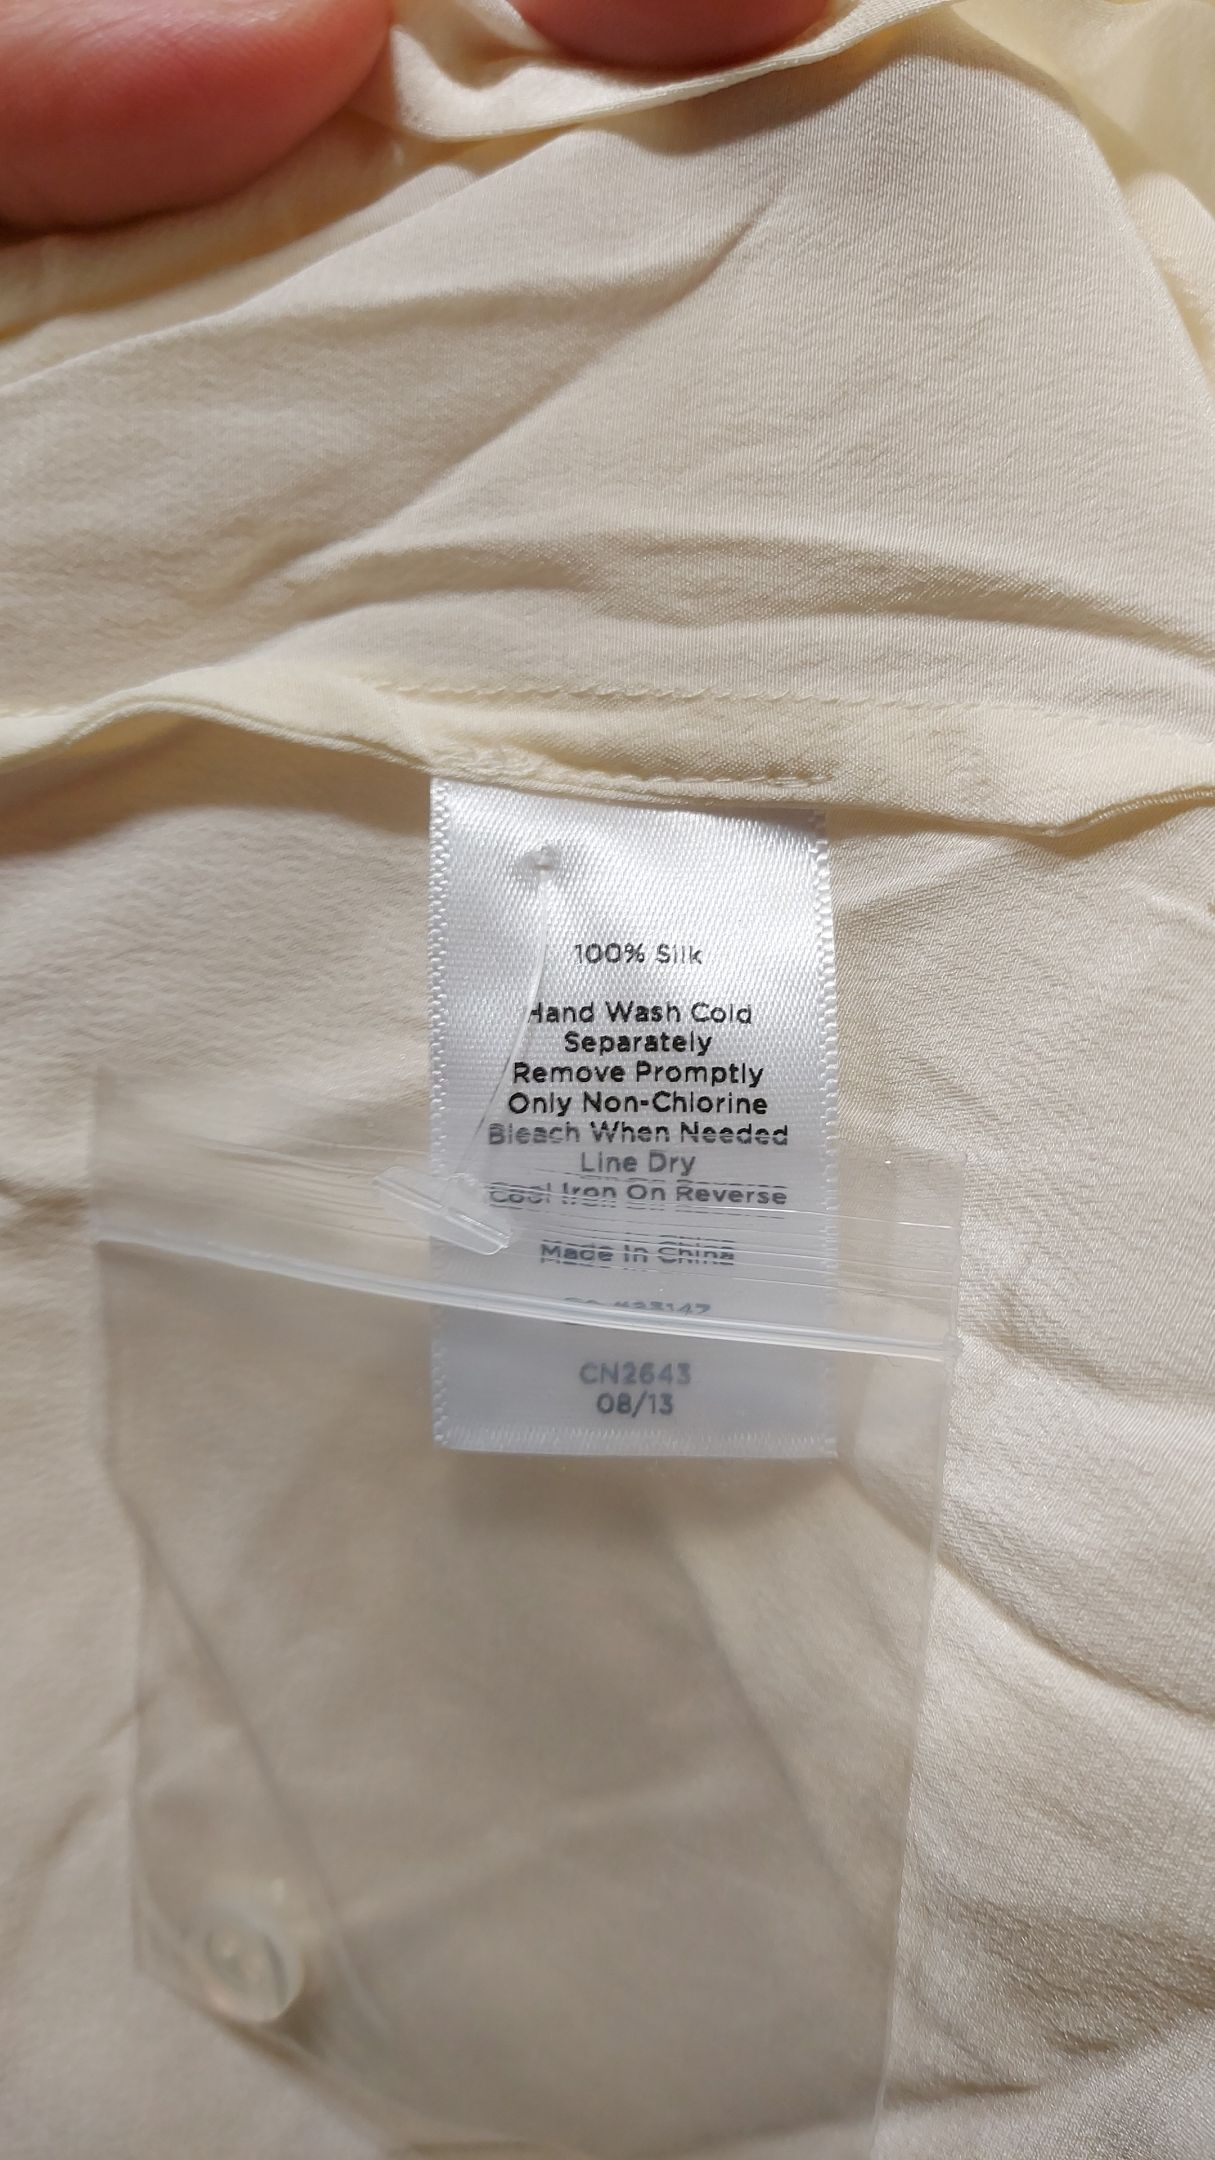 100% Silk
Hand Wash Cold
Separately
Remove Promptly
Only Non-Chlorine
Bleach When Needed
Line Dry
Cool Iron On Reverse
Made In China
CN2643
08/13